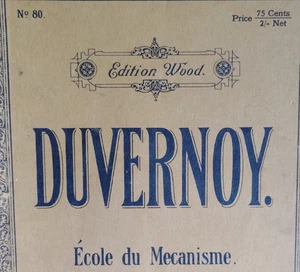 No 80.
Price 75 Cents
2/- Net
Edition Wood.
DUVERNOY.
École du Mecanisme.